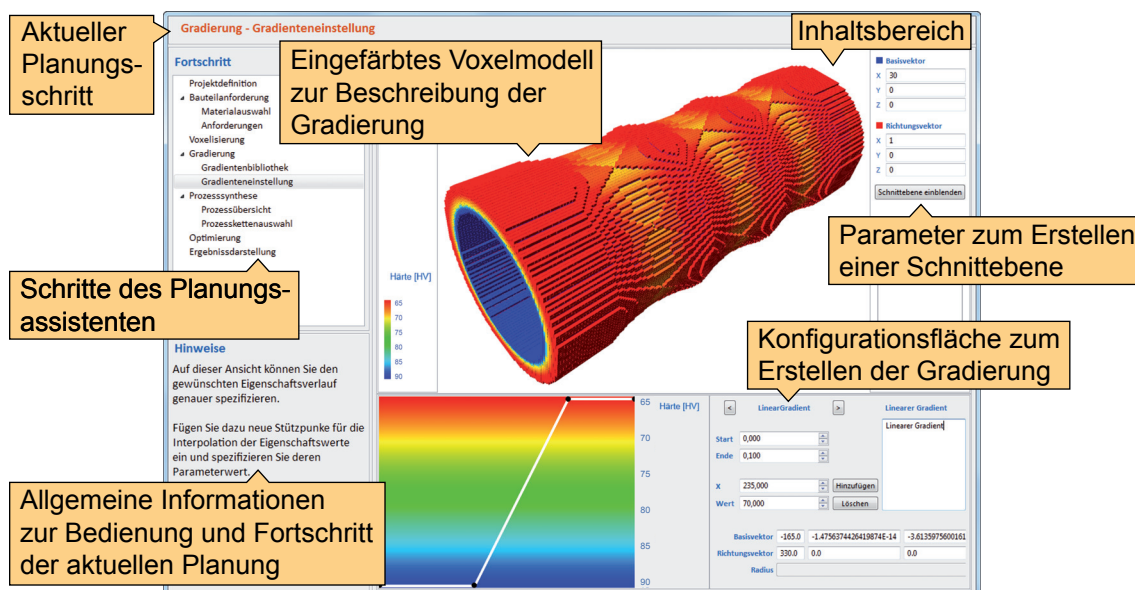 Aktueller
Planungs-
schritt
Gradierung - Gradienteneinstellung
Fortschritt
Projektdefinition
Bauteilanforderung
Materialauswahl
Anforderungen
Voxelisierung
Gradierung
Gradientenbibliothek
Gradienteneinstellung
Prozesssynthese
Prozessübersicht
Prozesskettenauswahl
Optimierung
Ergebnissdarstellung
Schritte des Planungs-
assistenten
Eingefärbtes Voxelmodell
zur Beschreibung der
Gradierung
Inhaltsbereich
Basisvektor
X 30
Y 0
Z 0
Richtungsvektor
X 1
Y 0
Z 0
Schnittebene einblenden
Parameter zum Erstellen
einer Schnittebene
Härte [HV]
65
70
75
80
85
90
Hinweise
Auf dieser Ansicht können Sie den
gewünschten Eigenschaftsverlauf
genauer spezifizieren.
Fügen Sie dazu neue Stützpunke für die
Interpolation der Eigenschaftswerte
ein und spezifizieren Sie deren
Parameterwert.
Allgemeine Informationen
zur Bedienung und Fortschritt
der aktuellen Planung
Konfigurationsfläche zum
Erstellen der Gradierung
65 Härte [HV]
70
75
80
85
90
< LinearGradient >
Start 0,000
Ende 0,100
X 235,000 Hinzufügen
Wert 70,000 Löschen
Linearer Gradient
Linearer Gradient
Basisvektor -165.0 -1.4756374426419874E-14 -3.6135975600161
Richtungsvektor 330.0 0.0 0.0
Radius